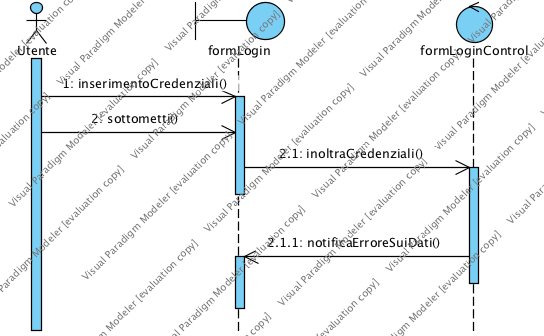 Utente
formLogin
formLoginControl
1: inserimentoCredenziali()
2: sottometti()
2.1: inoltraCredenziali()
2.1.1: notificaErroreSuiDati()
Visual Paradigm Modeler [evaluation copy]